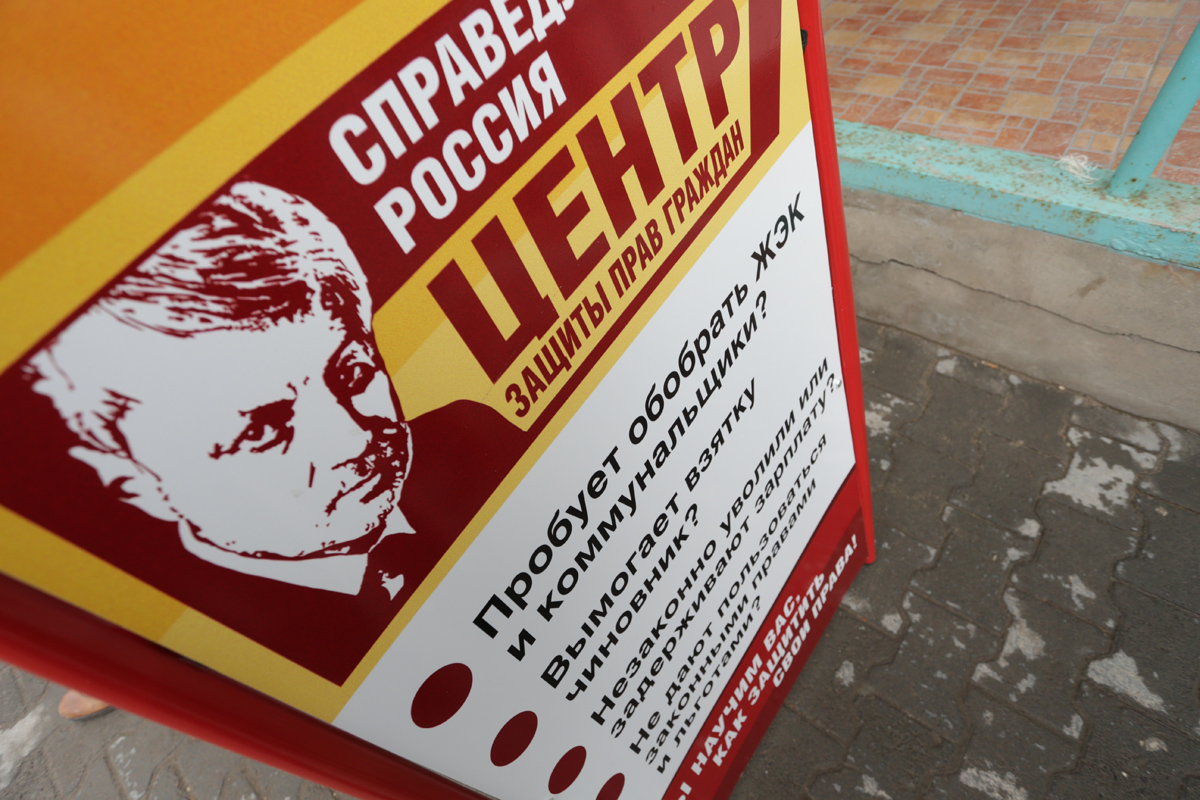 СПРАВЕДЛ
РОССИЯ
ЦЕНТР
ЗАЩИТЫ ПРАВ ГРАЖДАН
Пробует обобрать ЖЭК
и коммунальщики?
Вымогает взятку
чиновник?
Незаконно уволили или
задерживают зарплату?
Не дают пользоваться
законными правами
и льготами?
Ы НАУЧИМ ВАС,
КАК ЗАЩИТИТЬ
СВОИ ПРАВА!